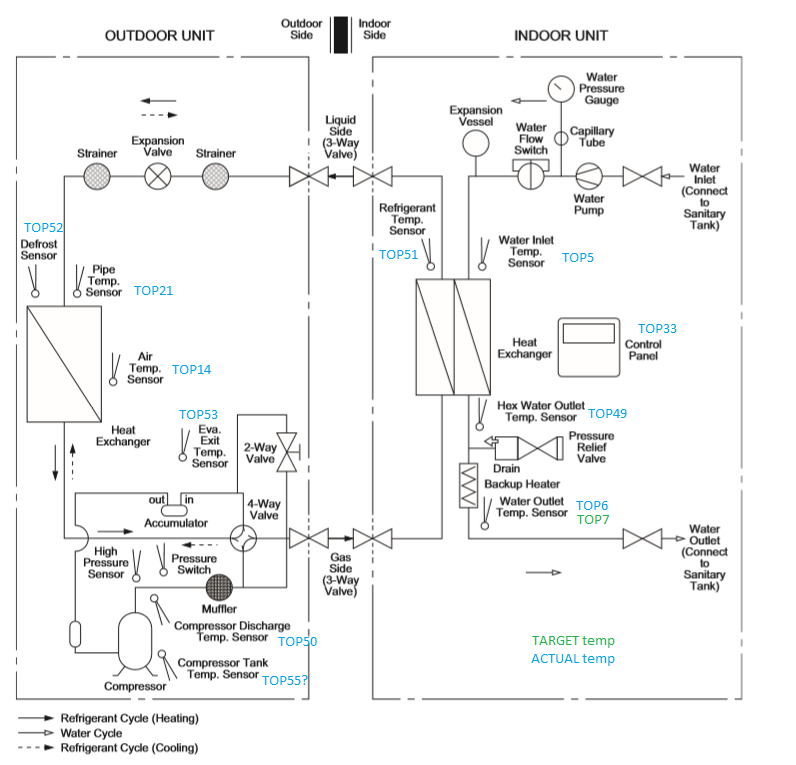 OUTDOOR UNIT
Outdoor
Side
Indoor
Side
INDOOR UNIT
Water
Pressure
Gauge
Expansion
Vessel
Liquid
Side
(3-Way
Valve)
Water
Flow
Switch
Capillary
Tube
Strainer
Expansion
Valve
Strainer
Water
Pump
Water
Inlet
(Connect
to
Sanitary
Tank)
TOP52
Defrost
Sensor
Pipe
Temp.
Sensor
TOP21
Refrigerant
Temp.
Sensor
TOP51
Water Inlet
Temp.
Sensor
TOP5
Air
Temp.
Sensor
TOP14
Heat
Exchanger
TOP33
Control
Panel
TOP53
Eva.
Exit
Temp.
Sensor
Heat
Exchanger
2-Way
Valve
Hex Water Outlet
Temp. Sensor
TOP49
Pressure
Relief
Valve
Drain
Backup Heater
out
in
Accumulator
4-Way
Valve
Water Outlet
Temp. Sensor
TOP6
TOP7
High
Pressure
Sensor
Pressure
Switch
Gas
Side
(3-Way
Valve)
Water
Outlet
(Connect
to
Sanitary
Tank)
Muffler
Compressor Discharge
Temp. Sensor
TOP50
Compressor Tank
Temp. Sensor
TOP55?
Compressor
TARGET temp
ACTUAL temp
Refrigerant Cycle (Heating)
Water Cycle
Refrigerant Cycle (Cooling)